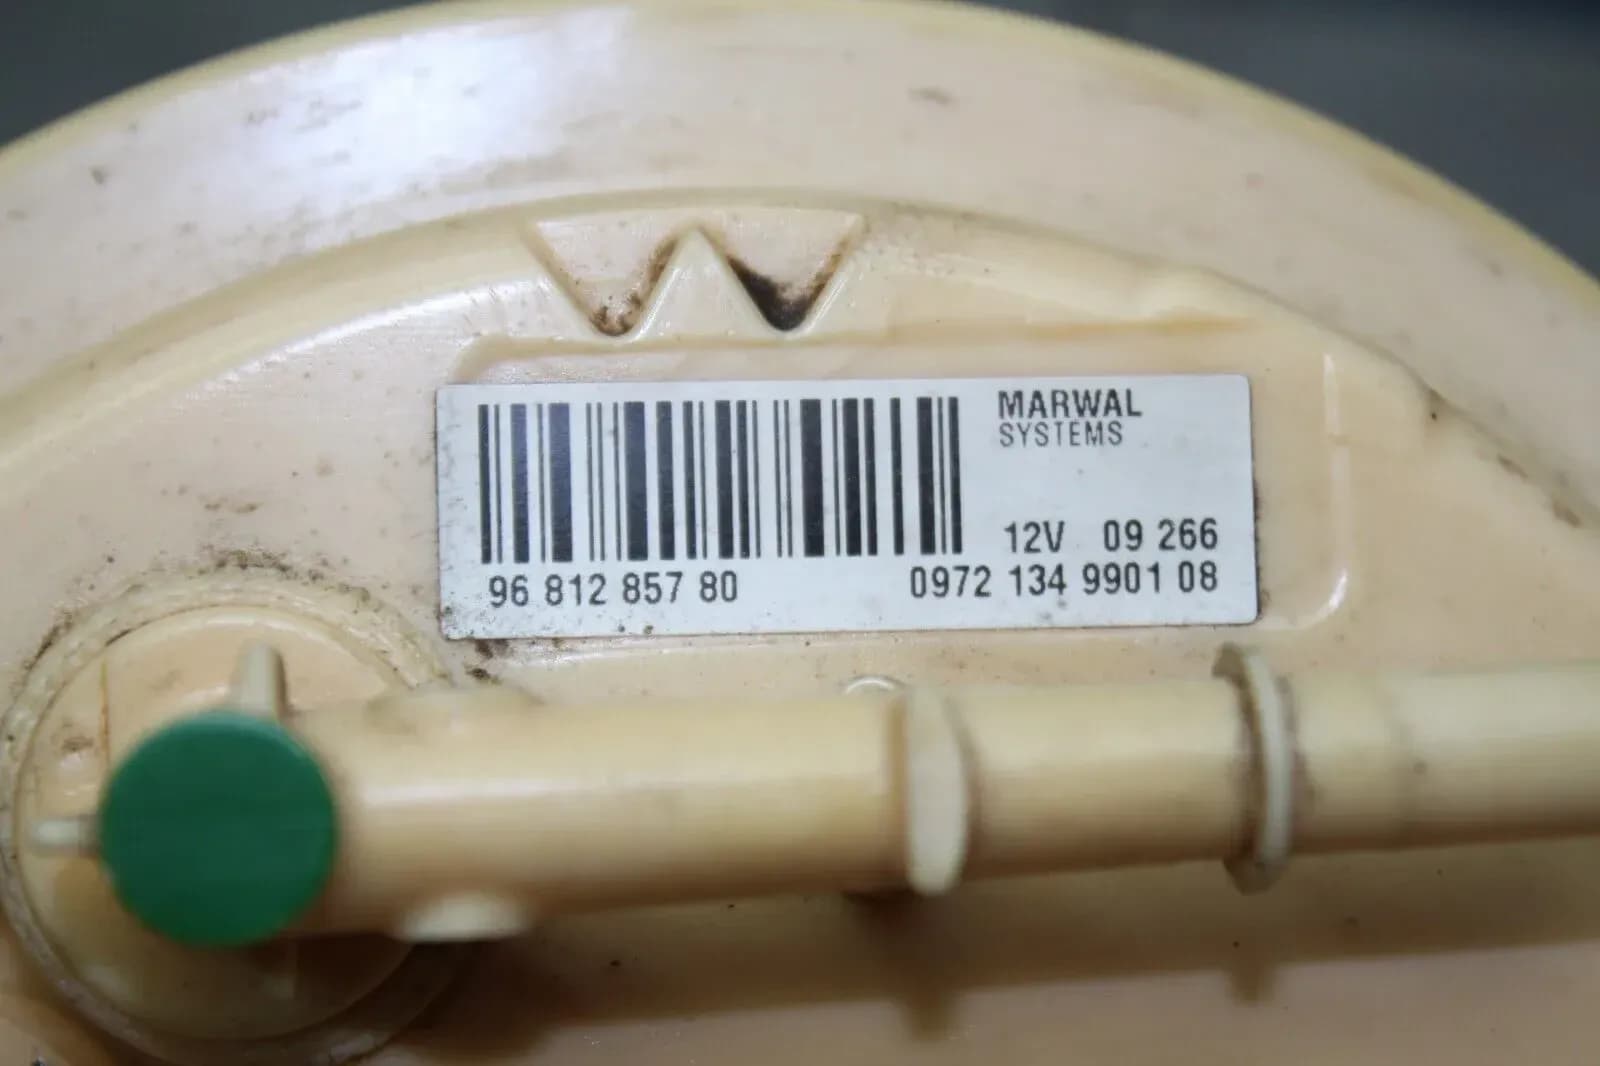 MARWAL
SYSTEMS
12V 09 266
96 812 857 80 0972 134 9901 08